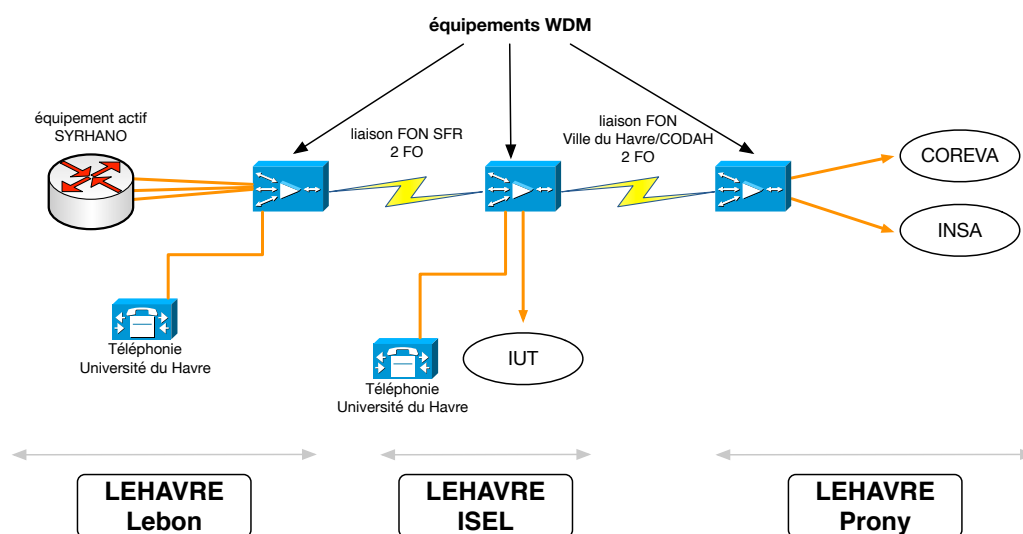 équipements WDM
équipement actif
SYRHANO
liaison FON SFR
2 FO
liaison FON
Ville du Havre/CODAH
2 FO
COREVA
INSA
Téléphonie
Université du Havre
IUT
Téléphonie
Université du Havre
LEHAVRE
Lebon
LEHAVRE
ISEL
LEHAVRE
Prony